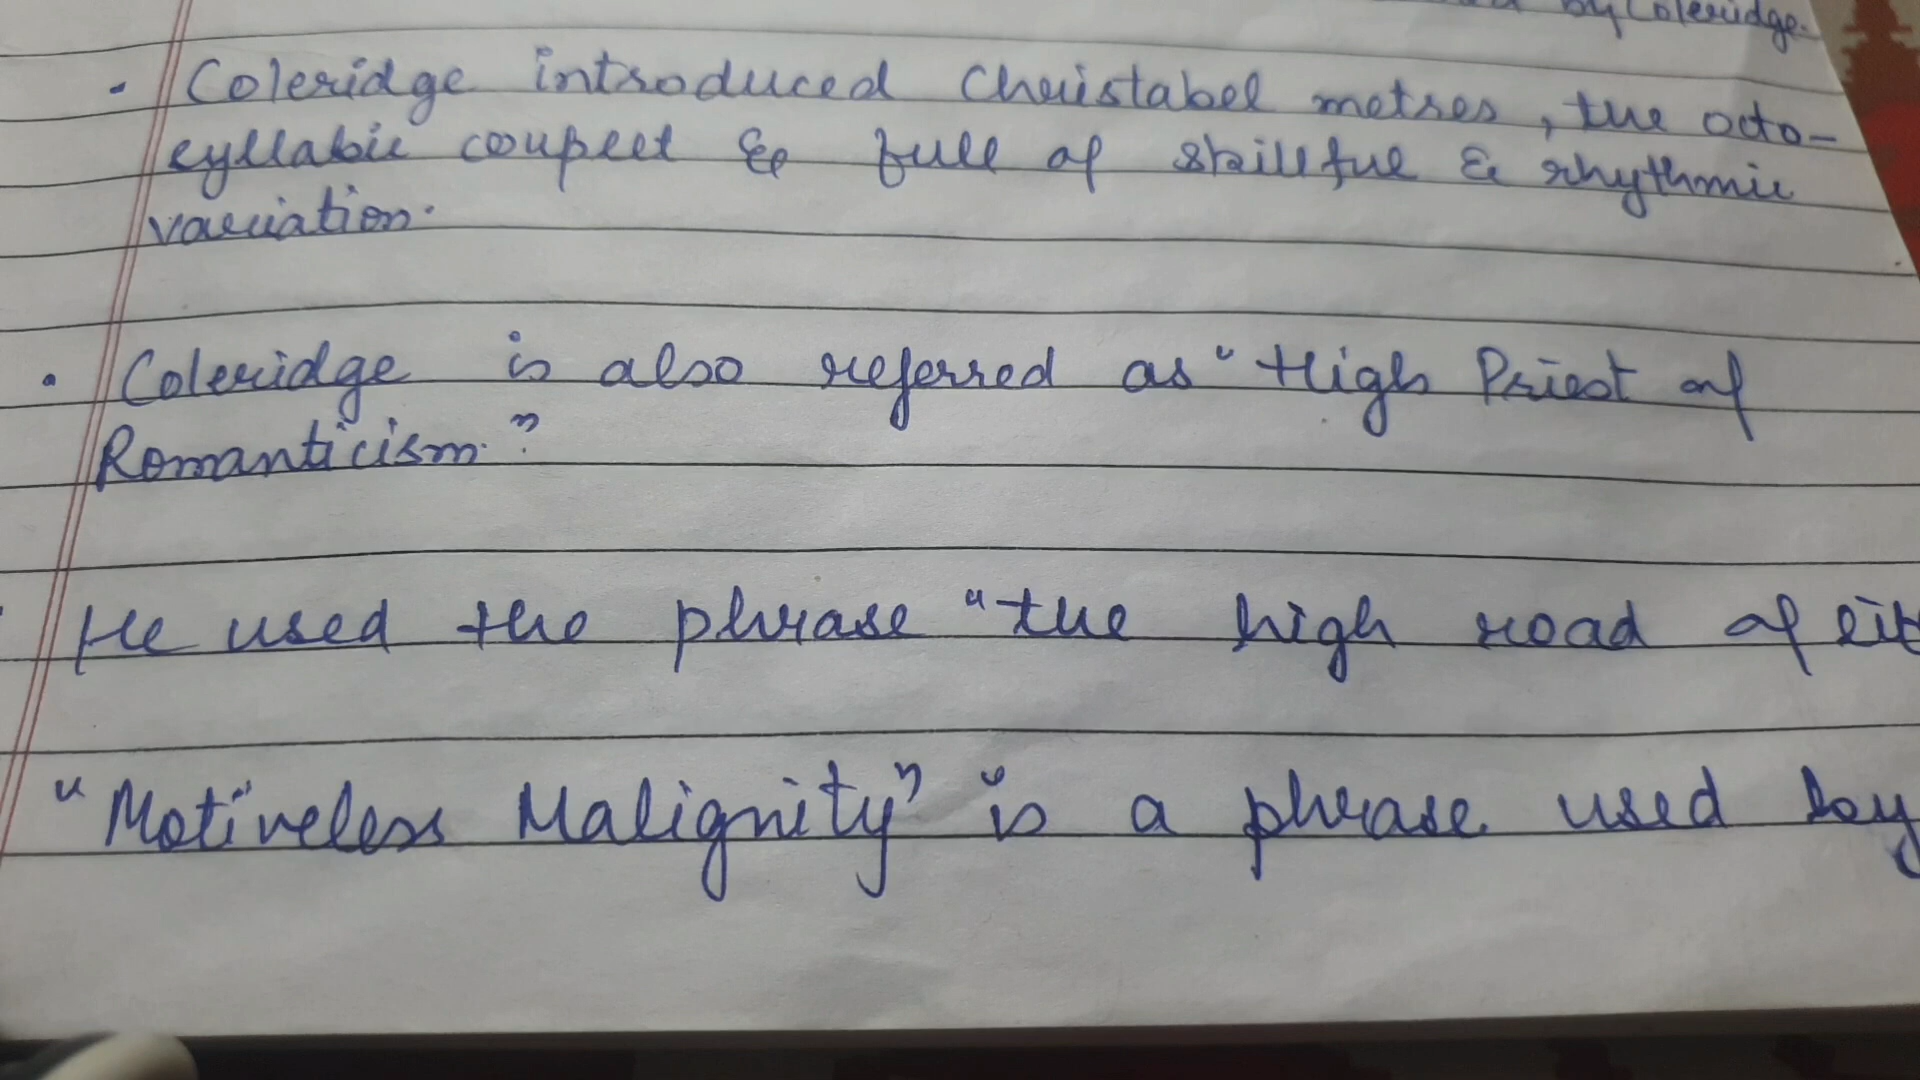 by Coleridge.
• Coleridge introduced Christabel metres, the octo-
syllabic couplet & full of skillful & rhythmic
variation.
• Coleridge is also referred as "High Priest of
Romanticism."
He used the phrase "the high road of
"Motiveless Malignity" is a phrase used by